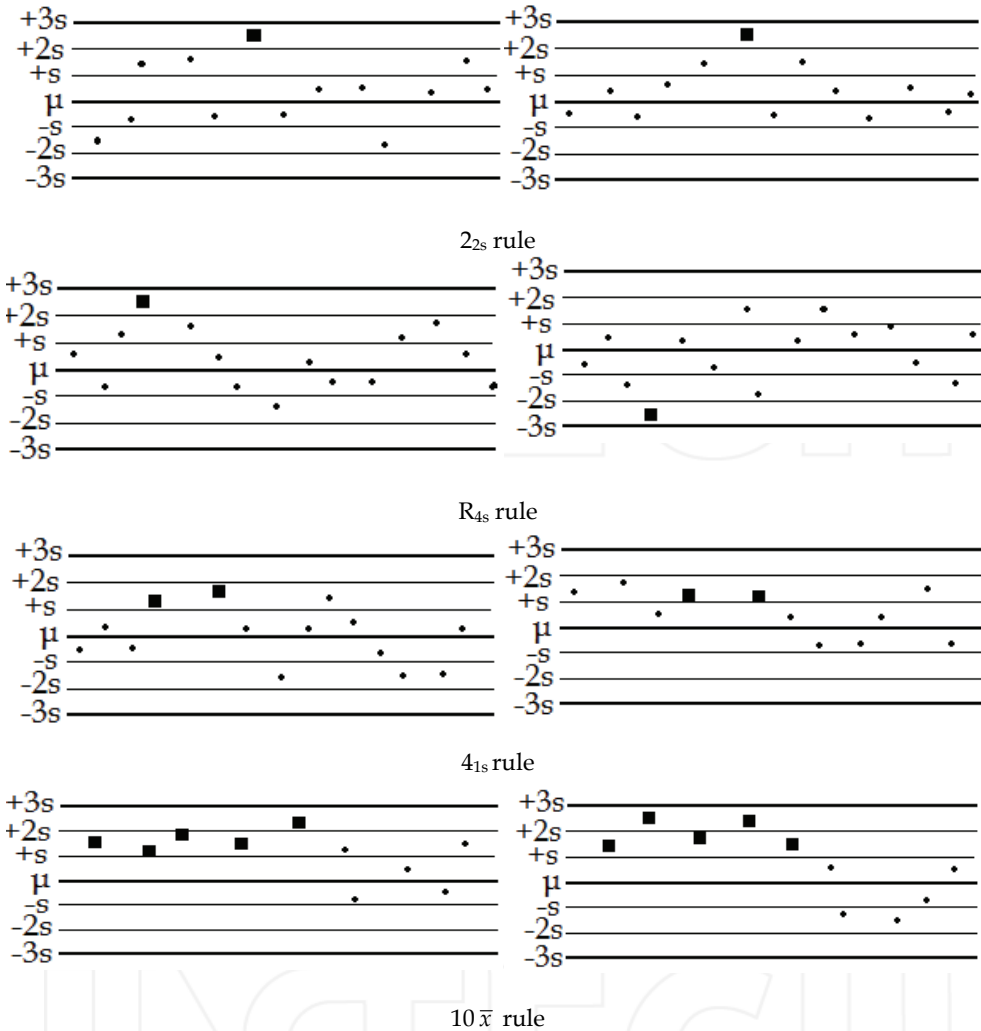 +3s
+2s
+s
μ
-s
-2s
-3s
+3s
+2s
+s
μ
-s
-2s
-3s
2₂ₛ rule
+3s
+2s
+s
μ
-s
-2s
-3s
+3s
+2s
+s
μ
-s
-2s
-3s
R₄ₛ rule
+3s
+2s
+s
μ
-s
-2s
-3s
+3s
+2s
+s
μ
-s
-2s
-3s
4₁ₛ rule
+3s
+2s
+s
μ
-s
-2s
-3s
+3s
+2s
+s
μ
-s
-2s
-3s
10 x̅ rule